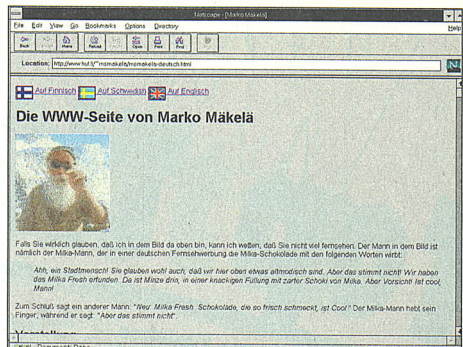 Netscape - [Marko Mäkelä]
File Edit View Go Bookmarks Options Directory Help
Back Home Reload Open Print Find
Location: http://www.hut.fi/~msmakela/msmakela-deutsch.html
N
Auf Finnisch Auf Schwedish Auf Englisch
Die WWW-Seite von Marko Mäkelä
Falls Sie wirklich glauben, daß ich in dem Bild da oben bin, kann ich wetten, daß Sie nicht viel fernsehen. Der Mann in dem Bild ist
nämlich der Milka-Mann, der in einer deutschen Fernsehwerbung die Milka-Schokolade mit den folgenden Worten wirbt:
Ahh, ein Stadtmensch! Sie glauben wohl auch, daß wir hier oben etwas altmodisch sind. Aber das stimmt nicht! Wir haben
das Milka Fresh erfunden. Da ist Minze drin, in einer knackigen Füllung mit zarter Schoki von Milka. Aber Vorsicht! Ist cool,
Mann!
Zum Schluß sagt ein anderer Mann: "Neu: Milka Fresh. Schokolade, die so frisch schmeckt, ist Cool." Der Milka-Mann hebt sein
Finger, während er sagt: "Aber das stimmt nicht".